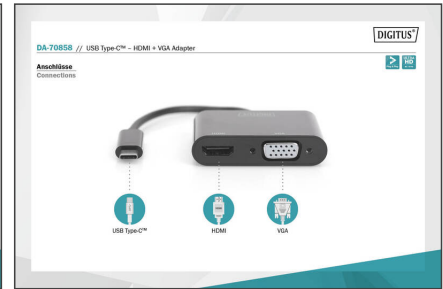 DIGITUS®
DA-70858 // USB Type-C™ – HDMI + VGA Adapter
Anschlüsse
Connections
USB Type-C™
HDMI
VGA